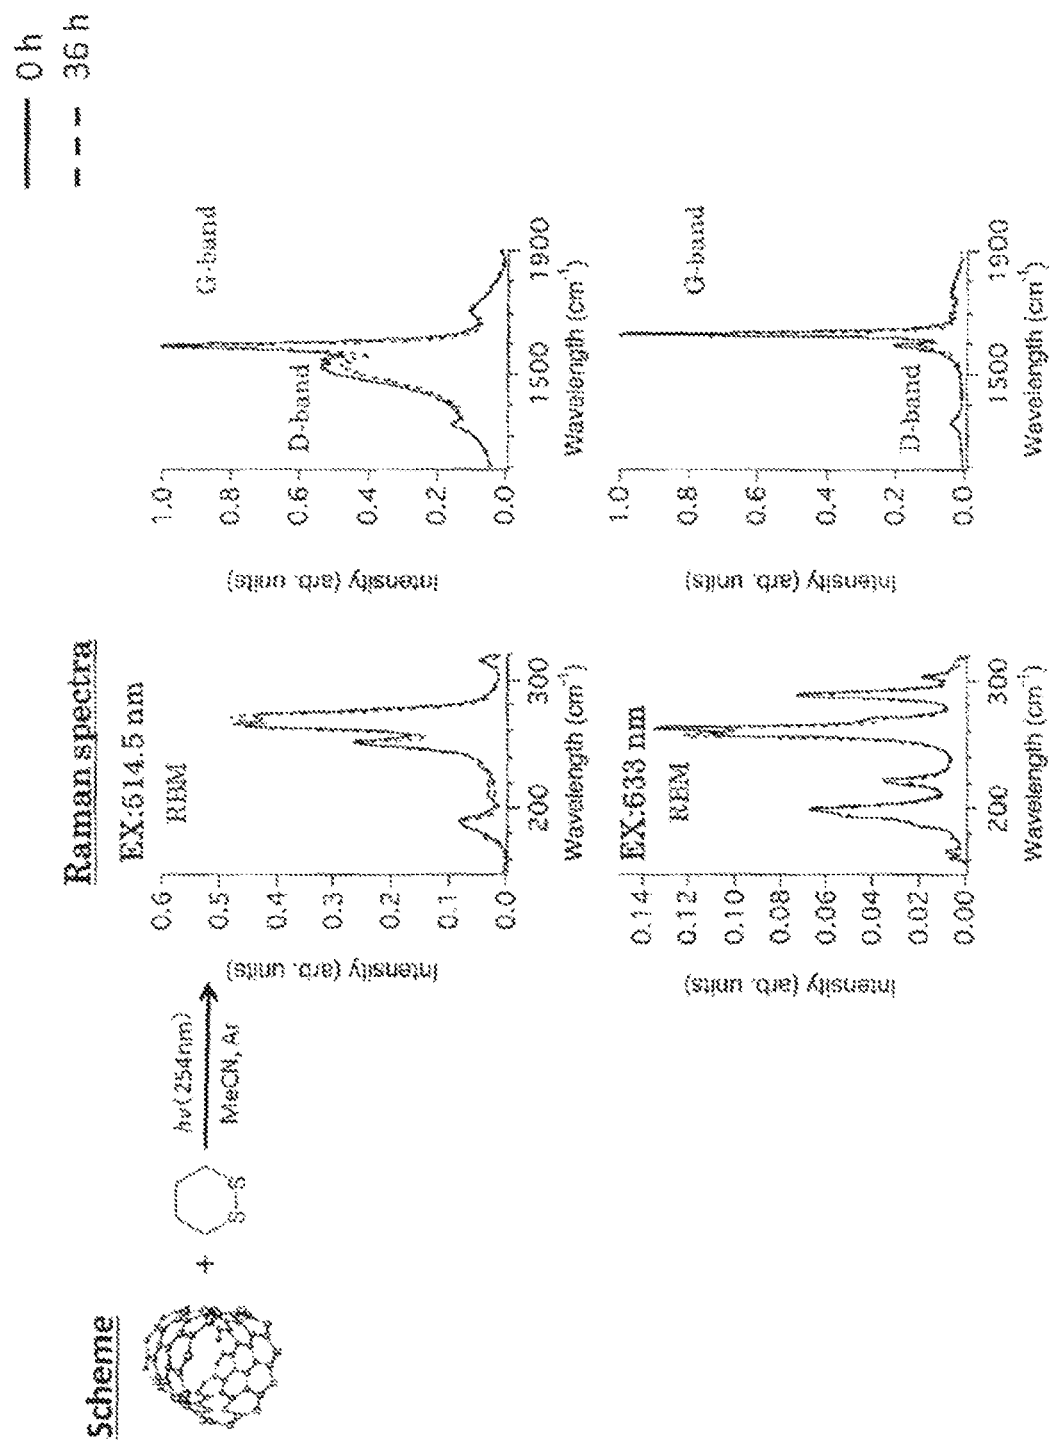 0 h
36 h
Scheme
+
S–S
hν(254nm)
MeCN, Ar
Raman spectra
EX:514.5 nm
RBM
0.6
0.5
0.4
0.3
0.2
0.1
0.0
Intensity (arb. units)
200
300
Wavelength (cm-1)
D-band
G-band
1.0
0.8
0.6
0.4
0.2
0.0
Intensity (arb. units)
1500
1900
Wavelength (cm-1)
EX:633 nm
RBM
0.14
0.12
0.10
0.08
0.06
0.04
0.02
0.00
Intensity (arb. units)
200
300
Wavelength (cm-1)
D-band
G-band
1.0
0.8
0.6
0.4
0.2
0.0
Intensity (arb. units)
1500
1900
Wavelength (cm-1)